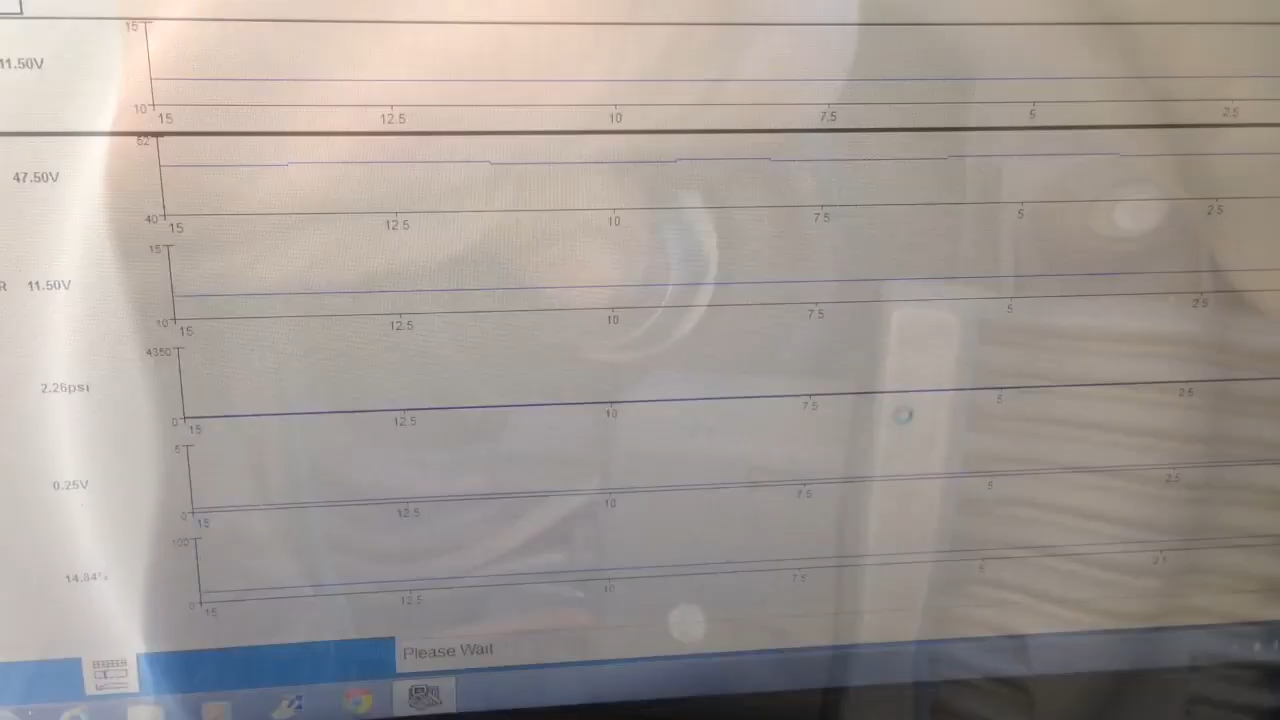 15
11.50V
10
15 12.5 10 7.5 5 2.5
52
47.50V
40
15 12.5 10 7.5 5 2.5
15
R 11.50V
10
15 12.5 10 7.5 5 2.5
4350
2.26psi
0
15 12.5 10 7.5 5 2.5
5
0.25V
0
15 12.5 10 7.5 5 2.5
100
14.84%
0
15 12.5 10 7.5 5 2.5
Please Wait